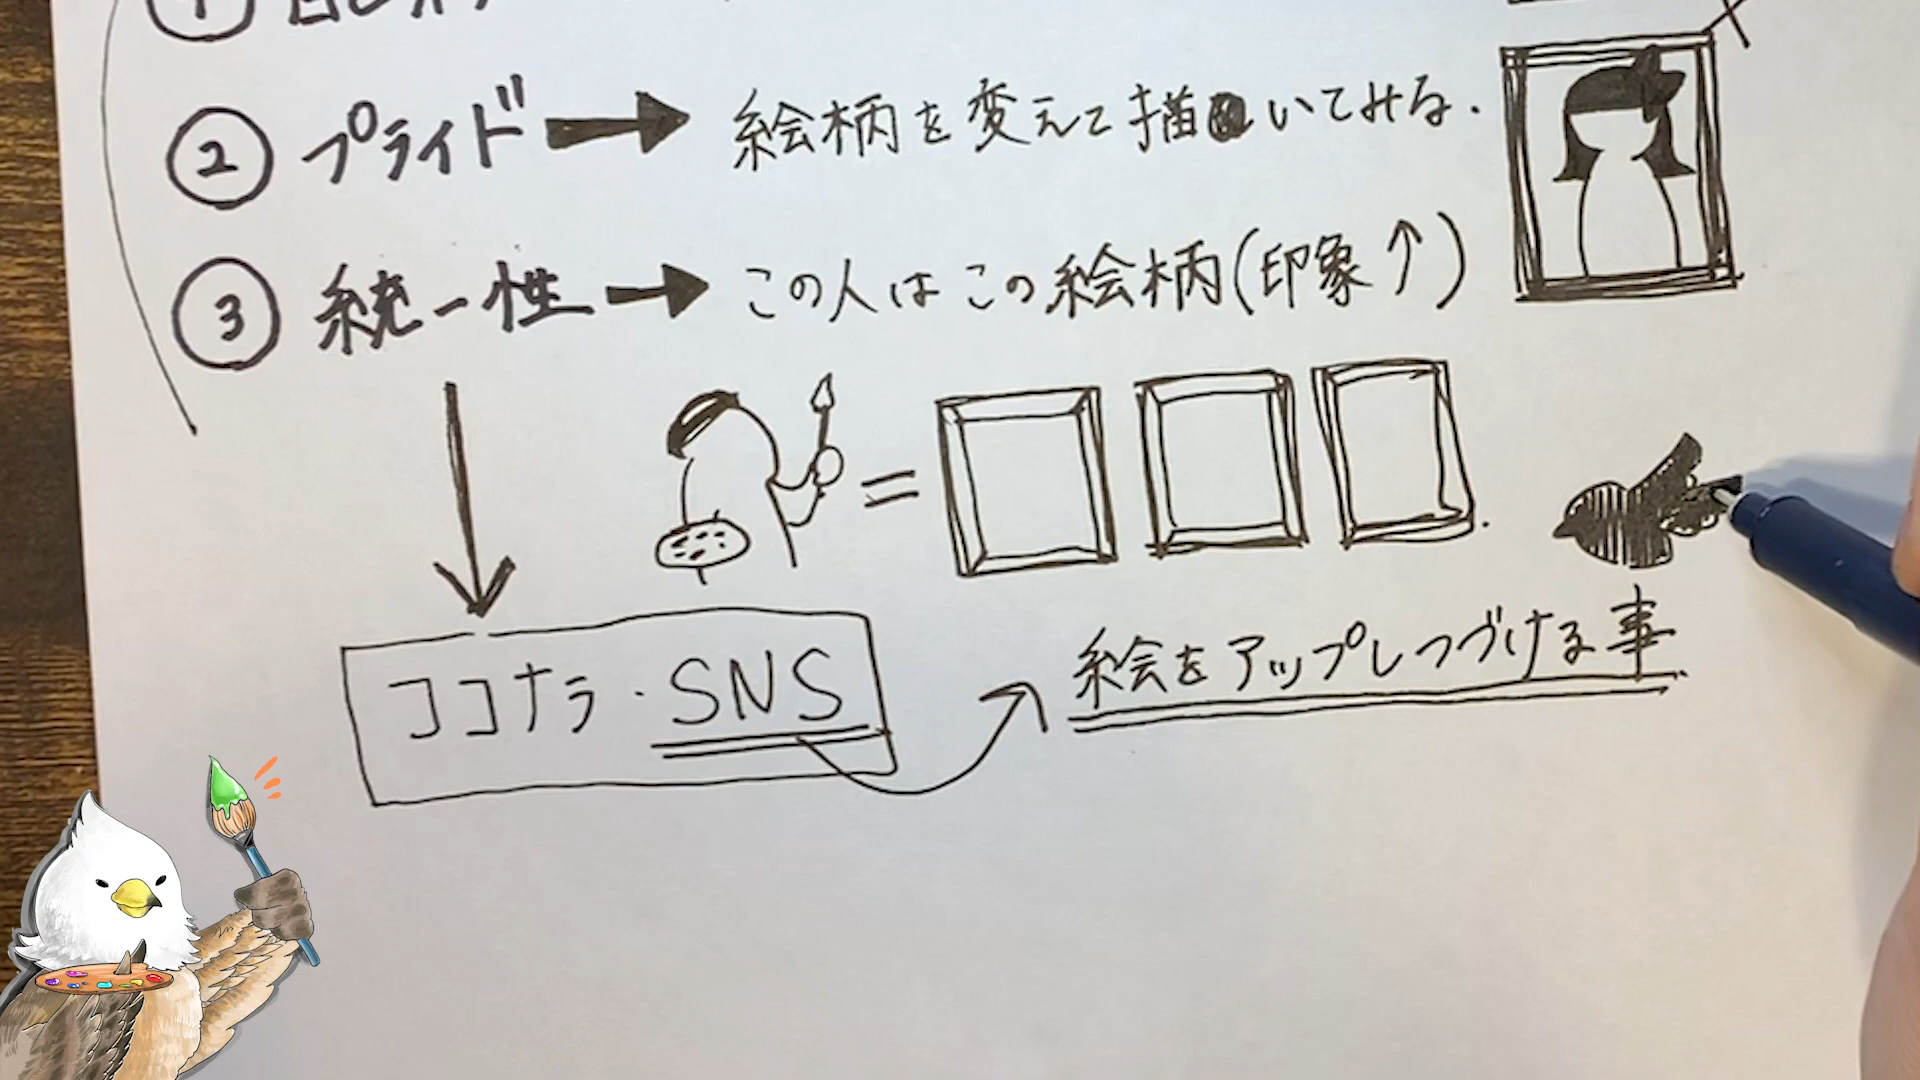 ② プライド → 絵柄を変えて描いてみる.
③ 統一性 → この人はこの絵柄(印象↑)
=
ココナラ・SNS
絵をアップしつづける事